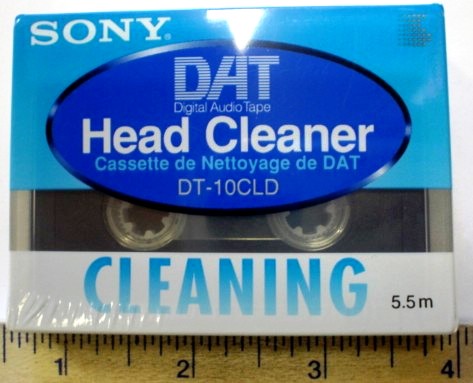 SONY®
DAT
Digital Audio Tape
Head Cleaner
Cassette de Nettoyage de DAT
DT-10CLD
CLEANING
5.5m
1 2 3 4